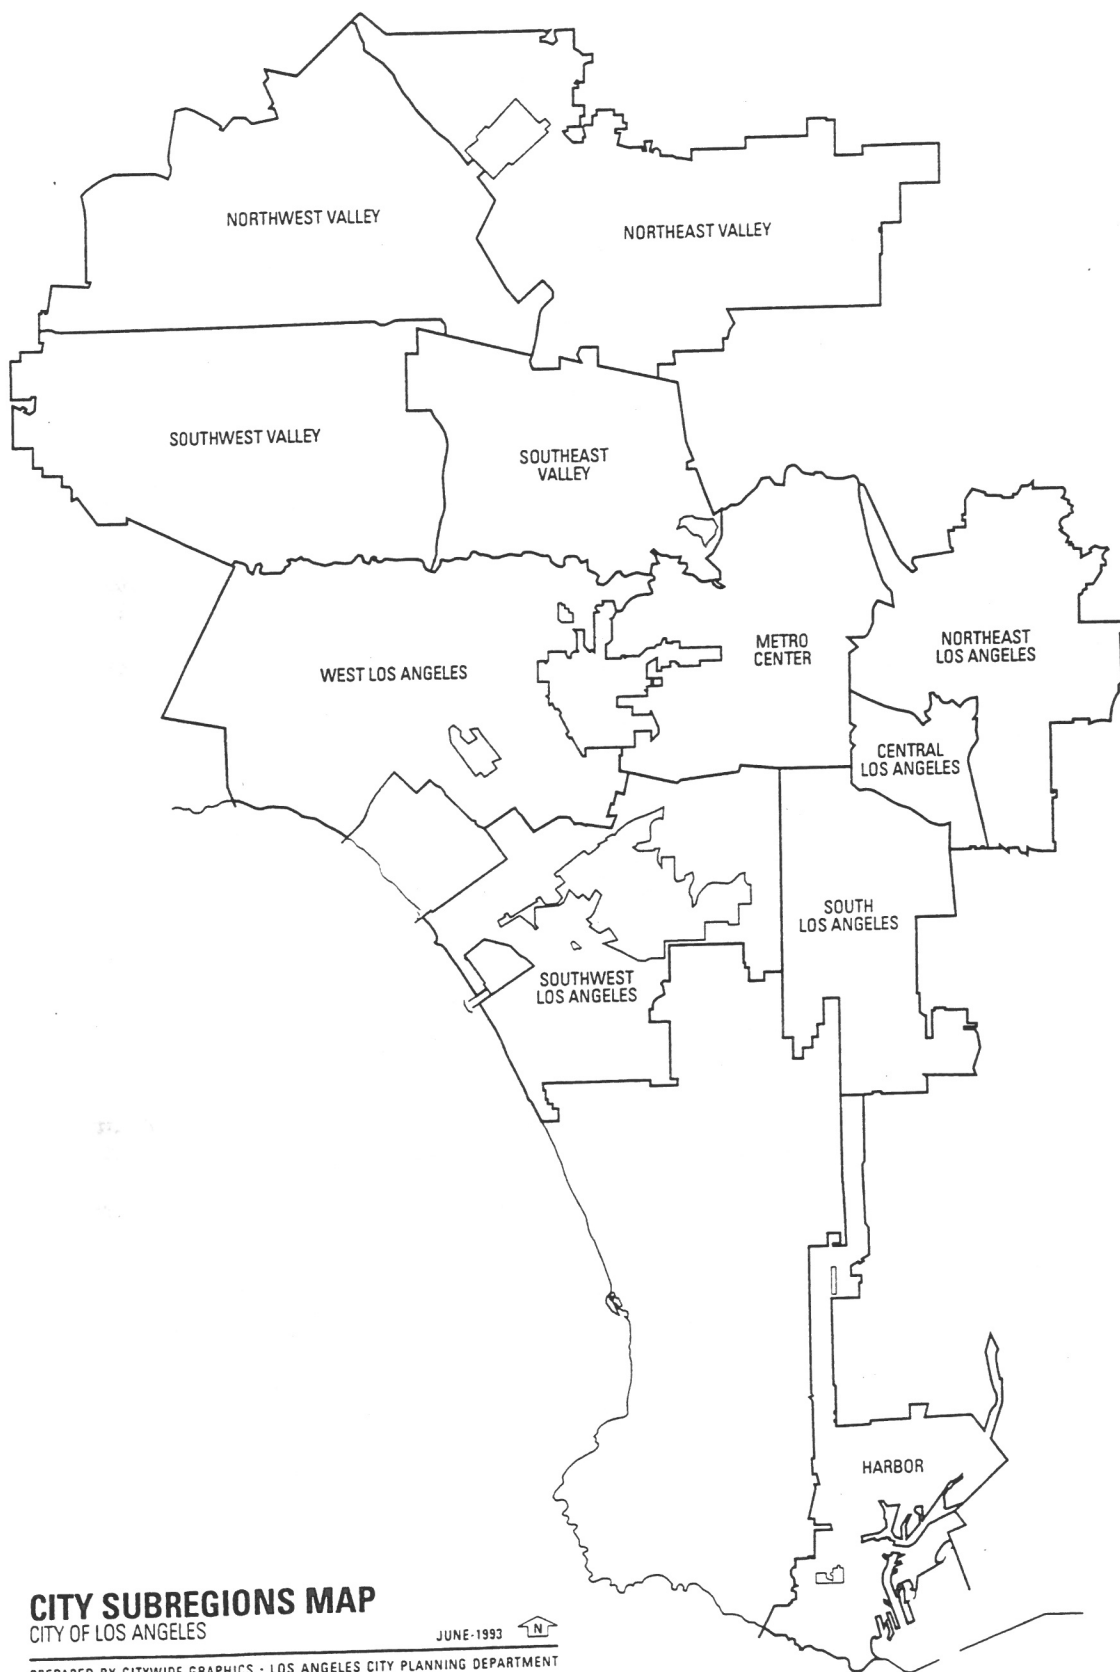 NORTHWEST VALLEY
NORTHEAST VALLEY
SOUTHWEST VALLEY
SOUTHEAST
VALLEY
METRO
CENTER
NORTHEAST
LOS ANGELES
WEST LOS ANGELES
CENTRAL
LOS ANGELES
SOUTH
LOS ANGELES
SOUTHWEST
LOS ANGELES
HARBOR
CITY SUBREGIONS MAP
CITY OF LOS ANGELES
JUNE-1993 N
PREPARED BY CITYWIDE GRAPHICS · LOS ANGELES CITY PLANNING DEPARTMENT